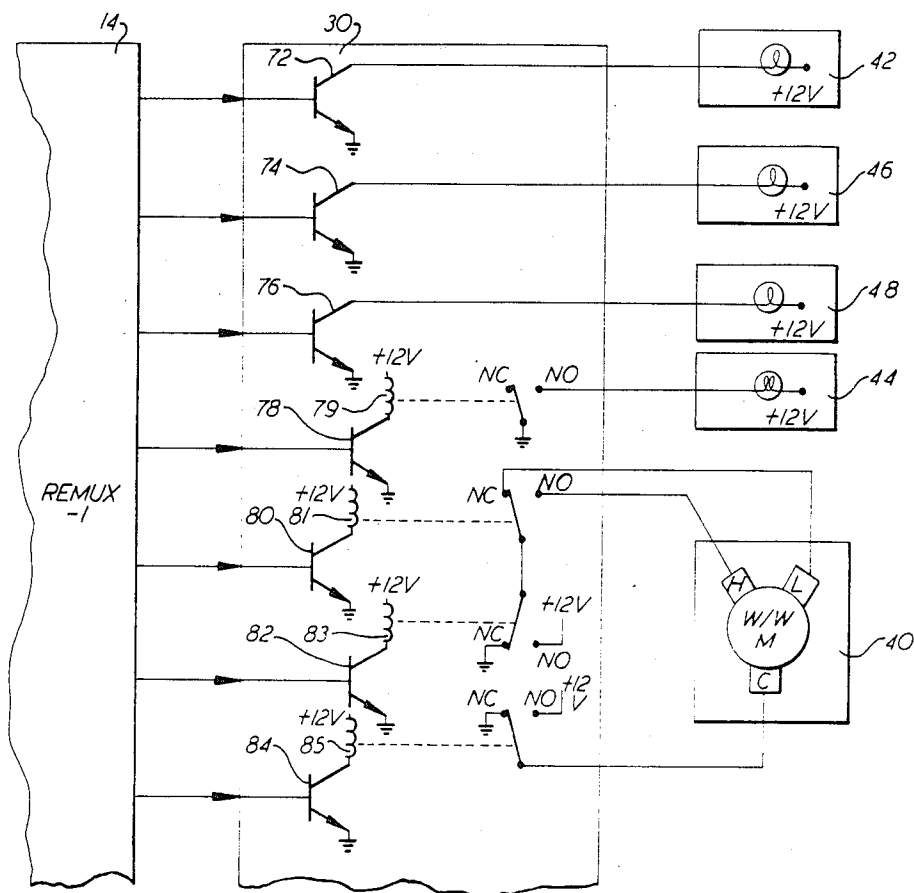 14
30
72
42
+12V
74
46
+12V
76
48
+12V
+12V
79
NC
NO
44
+12V
78
REMUX
-1
+12V
81
NC
NO
80
+12V
83
H
L
W/W
M
C
40
82
NC
+12V
NO
+12V
85
NC
NO
+12
V
84